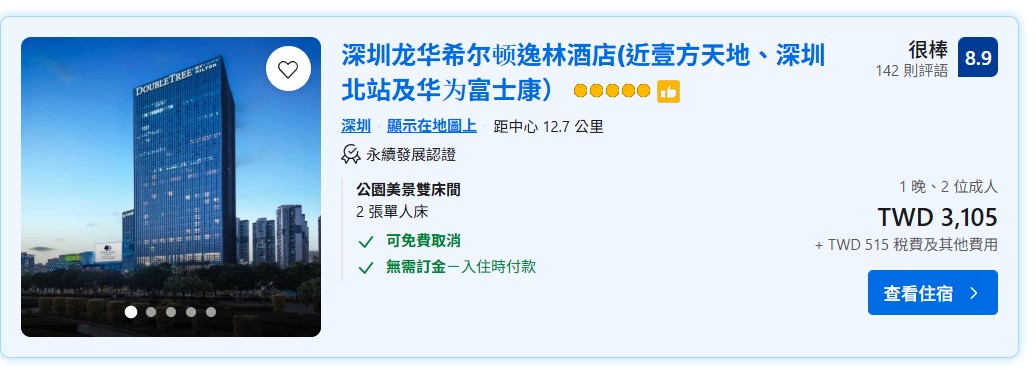 DOUBLETREE BY HILTON
深圳龙华希尔顿逸林酒店(近壹方天地、深圳
北站及华为富士康）
很棒
142 則評語
8.9
深圳 · 顯示在地圖上 · 距中心 12.7 公里
永續發展認證
公園美景雙床間
2 張單人床
可免費取消
無需訂金－入住時付款
1 晚、2 位成人
TWD 3,105
+ TWD 515 稅費及其他費用
查看住宿